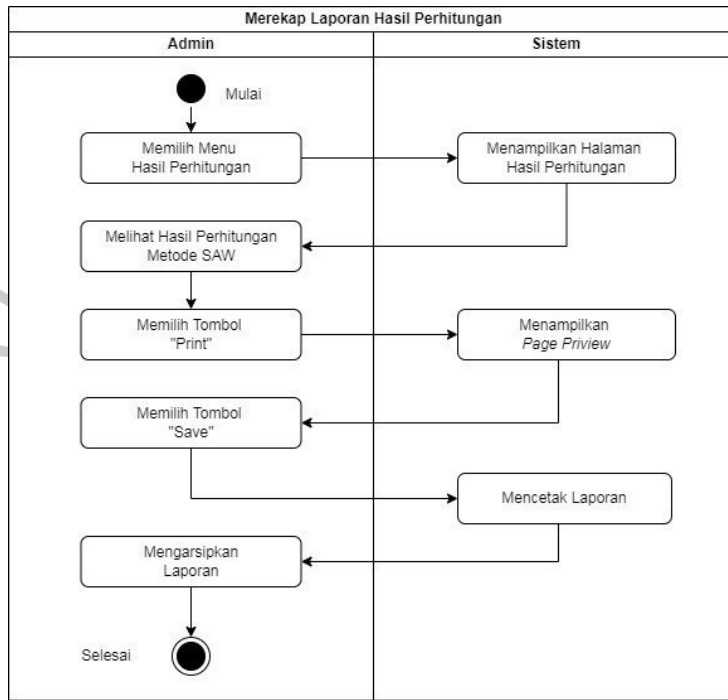 Merekap Laporan Hasil Perhitungan
Admin
Sistem
Mulai
Memilih Menu
Hasil Perhitungan
Menampilkan Halaman
Hasil Perhitungan
Melihat Hasil Perhitungan
Metode SAW
Memilih Tombol
"Print"
Menampilkan
Page Priview
Memilih Tombol
"Save"
Mencetak Laporan
Mengarsipkan
Laporan
Selesai